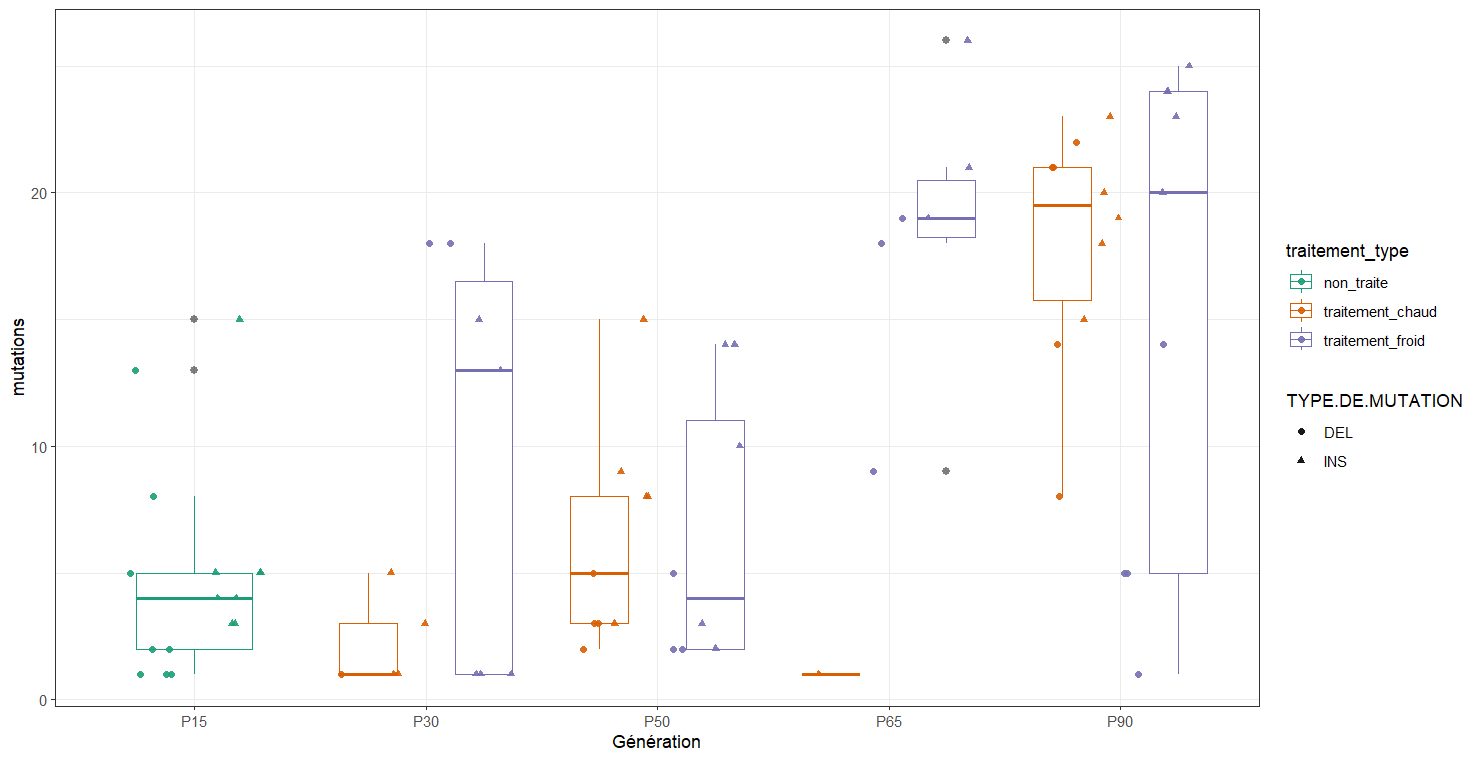 mutations
20
10
0
P15
P30
P50
P65
P90
Génération
traitement_type
non_traite
traitement_chaud
traitement_froid
TYPE.DE.MUTATION
DEL
INS